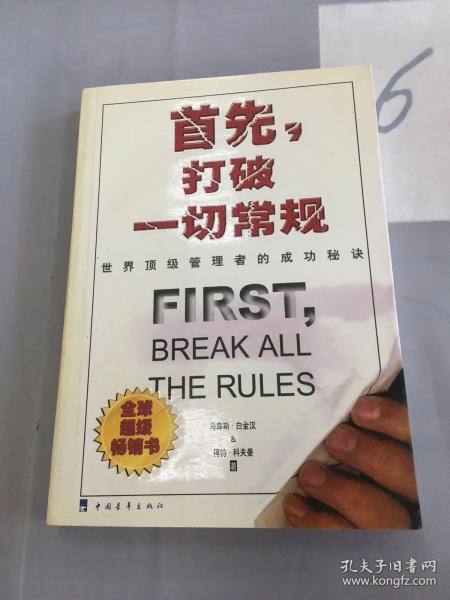 6
首先,
打破
一切常规
世界顶级管理者的成功秘诀
FIRST,
BREAK ALL
THE RULES
全球
超级
畅销书
马库斯·白金汉
&
柯特·科夫曼
著
中国青年出版社
孔夫子旧书网
www.kongfz.com